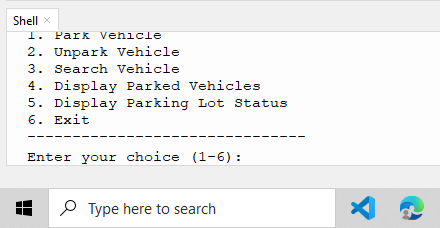 Shell ×
1. Park Vehicle
2. Unpark Vehicle
3. Search Vehicle
4. Display Parked Vehicles
5. Display Parking Lot Status
6. Exit
-------------------------------
Enter your choice (1-6):
Type here to search